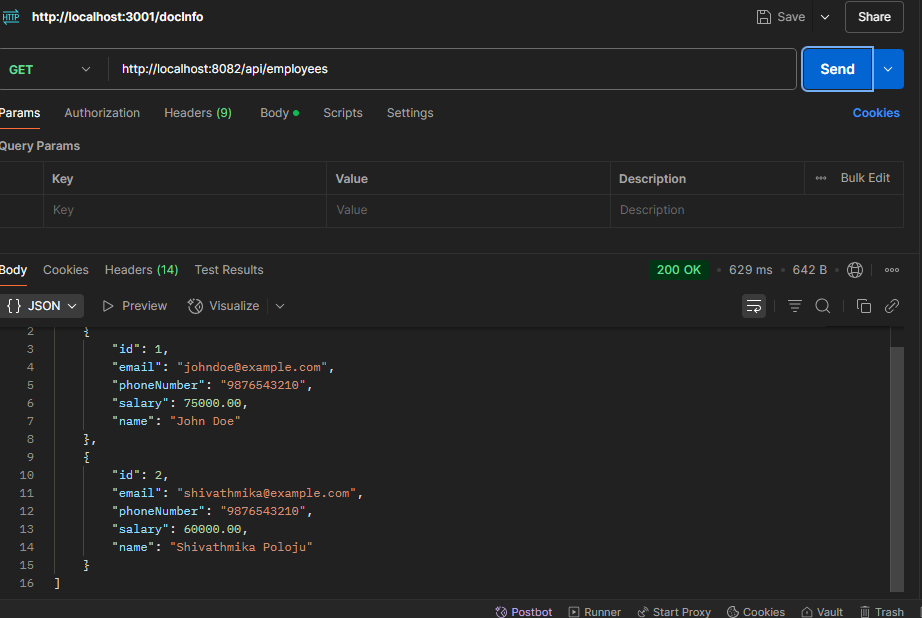 HTTP http://localhost:3001/docInfo Save Share
GET http://localhost:8082/api/employees Send
Params Authorization Headers (9) Body Scripts Settings Cookies
Query Params
Key Value Description Bulk Edit
Key Value Description
Body Cookies Headers (14) Test Results 200 OK 629 ms 642 B
{} JSON Preview Visualize
2 {
3 "id": 1,
4 "email": "johndoe@example.com",
5 "phoneNumber": "9876543210",
6 "salary": 75000.00,
7 "name": "John Doe"
8 },
9 {
10 "id": 2,
11 "email": "shivathmika@example.com",
12 "phoneNumber": "9876543210",
13 "salary": 60000.00,
14 "name": "Shivathmika Poloju"
15 }
16 ]
Postbot Runner Start Proxy Cookies Vault Trash